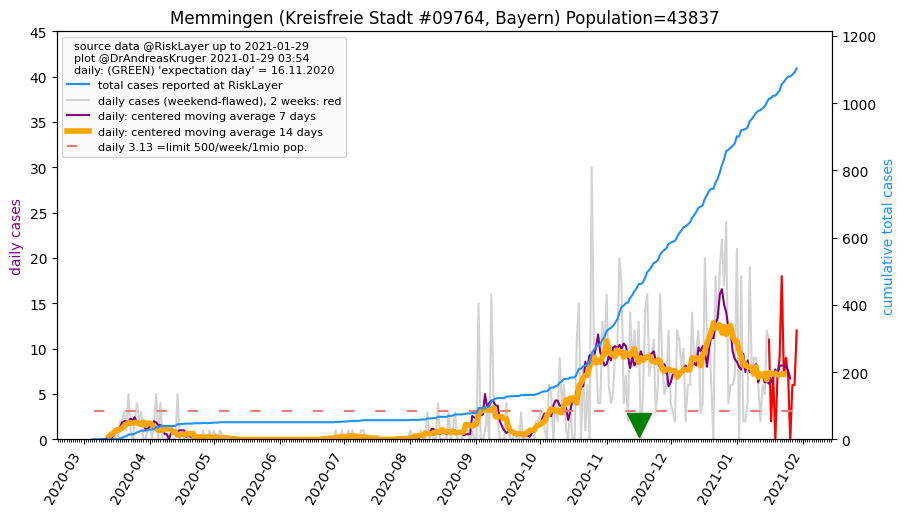 Memmingen (Kreisfreie Stadt #09764, Bayern) Population=43837
source data @RiskLayer up to 2021-01-29
plot @DrAndreasKruger 2021-01-29 03:54
daily: (GREEN) 'expectation day' = 16.11.2020
total cases reported at RiskLayer
daily cases (weekend-flawed), 2 weeks: red
daily: centered moving average 7 days
daily: centered moving average 14 days
daily 3.13 =limit 500/week/1mio pop.
daily cases
45
40
35
30
25
20
15
10
5
0
cumulative total cases
1200
1000
800
600
400
200
0
2020-03
2020-04
2020-05
2020-06
2020-07
2020-08
2020-09
2020-10
2020-11
2020-12
2021-01
2021-02